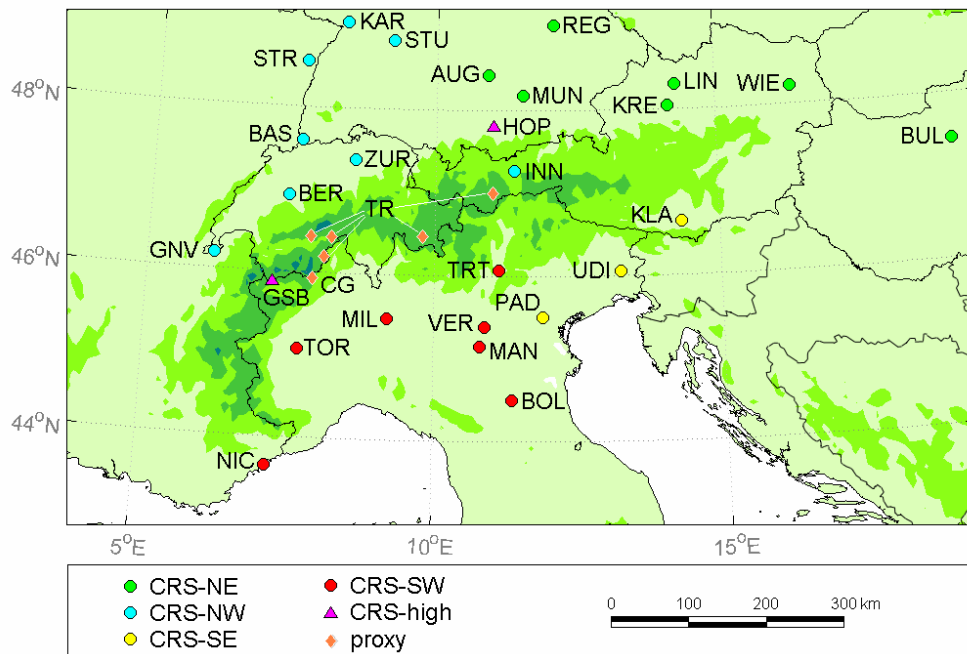 KAR
STU
REG
STR
AUG
LIN
WIE
48°N
MUN
KRE
HOP
BAS
BUL
ZUR
INN
BER
TR
KLA
GNV
46°N
TRT
UDI
GSB
CG
PAD
MIL
VER
TOR
MAN
BOL
44°N
NIC
5°E
10°E
15°E
CRS-NE
CRS-SW
CRS-NW
CRS-high
CRS-SE
proxy
0 100 200 300 km